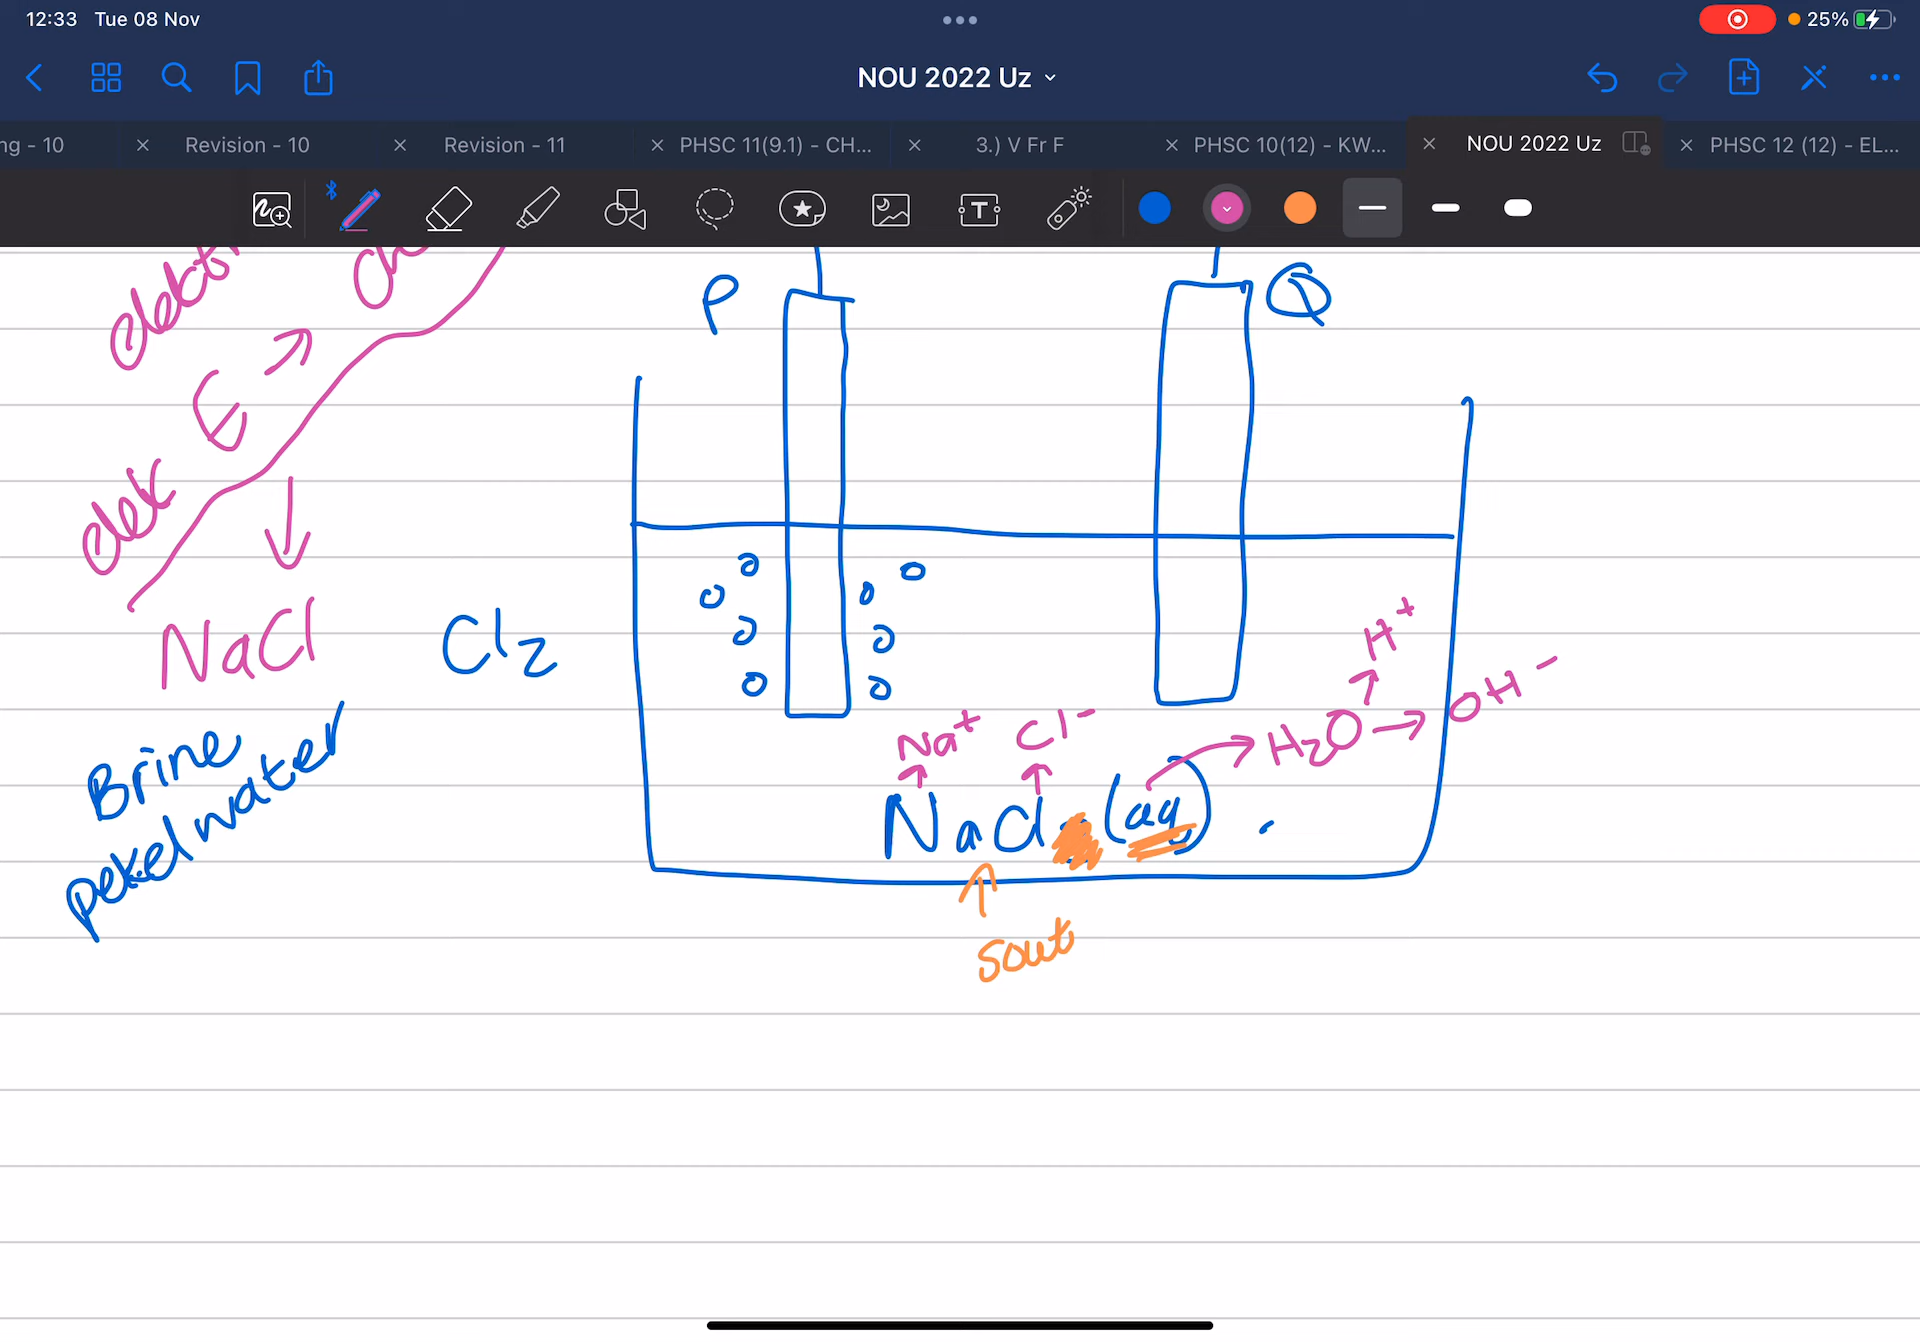 12:33 Tue 08 Nov
25%
NOU 2022 Uz
ng - 10
Revision - 10
Revision - 11
PHSC 11(9.1) - CH...
3.) V Fr F
PHSC 10(12) - KW...
NOU 2022 Uz
PHSC 12 (12) - EL...
T
elekt
Ch
P
Q
E →
elek
NaCl
Cl2
H+
OH-
Na+ Cl-
H2O
Brine
pekelwater
NaCl (aq)
sout